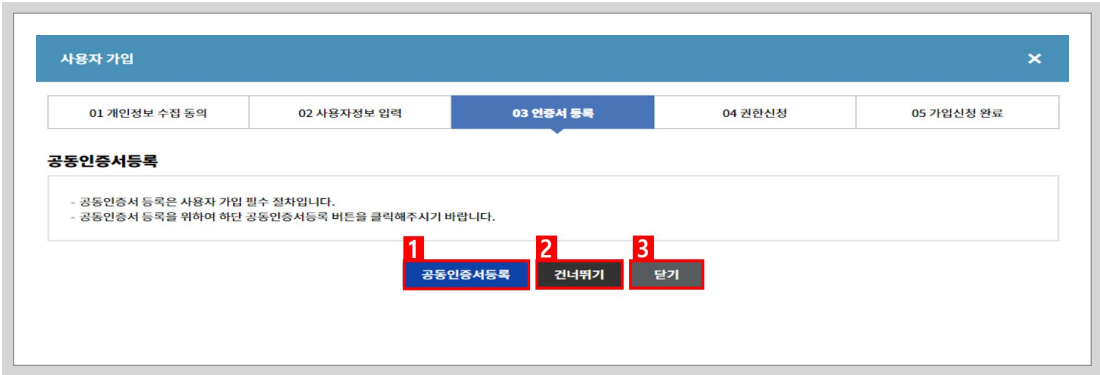 사용자 가입
×
01 개인정보 수집 동의
02 사용자정보 입력
03 인증서 등록
04 권한신청
05 가입신청 완료
공동인증서등록
- 공동인증서 등록은 사용자 가입 필수 절차입니다.
- 공동인증서 등록을 위하여 하단 공동인증서등록 버튼을 클릭해주시기 바랍니다.
1 2 3
공동인증서등록 건너뛰기 닫기